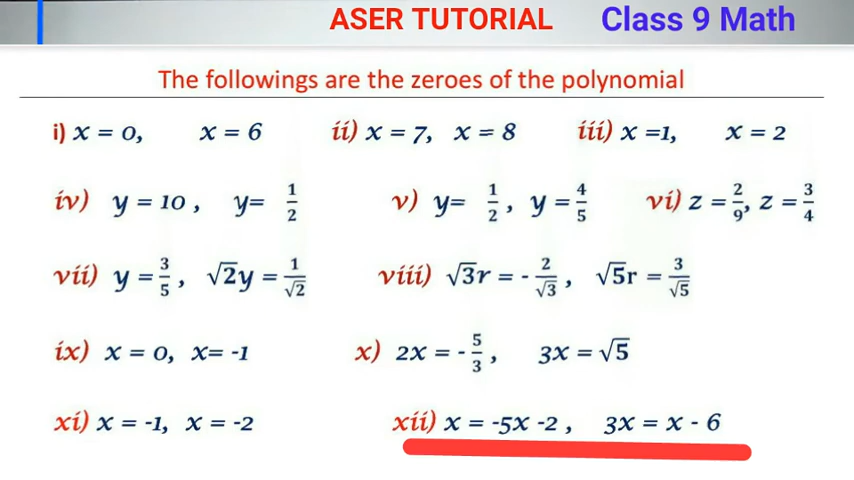 ASER TUTORIAL Class 9 Math
The followings are the zeroes of the polynomial
i) x = 0, x = 6 ii) x = 7, x = 8 iii) x =1, x = 2
iv) y = 10 , y= 1/2 v) y= 1/2 , y = 4/5 vi) z = 2/9, z = 3/4
vii) y = 3/5 , √2y = 1/√2 viii) √3r = - 2/√3 , √5r = 3/√5
ix) x = 0, x= -1 x) 2x = - 5/3 , 3x = √5
xi) x = -1, x = -2 xii) x = -5x -2 , 3x = x - 6